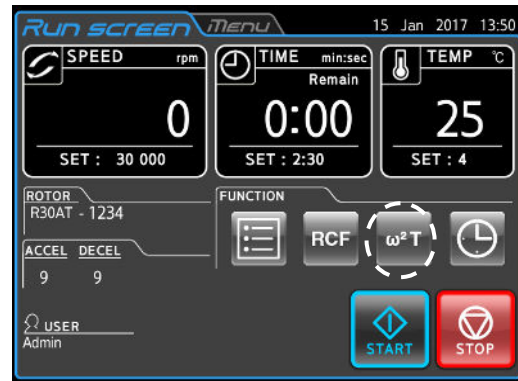 Run screen Menu 15 Jan 2017 13:50
SPEED rpm
0
SET : 30 000
TIME min:sec
Remain
0:00
SET : 2:30
TEMP °C
25
SET : 4
ROTOR
R30AT - 1234
ACCEL DECEL
9 9
USER
Admin
FUNCTION
RCF ω²T
START
STOP